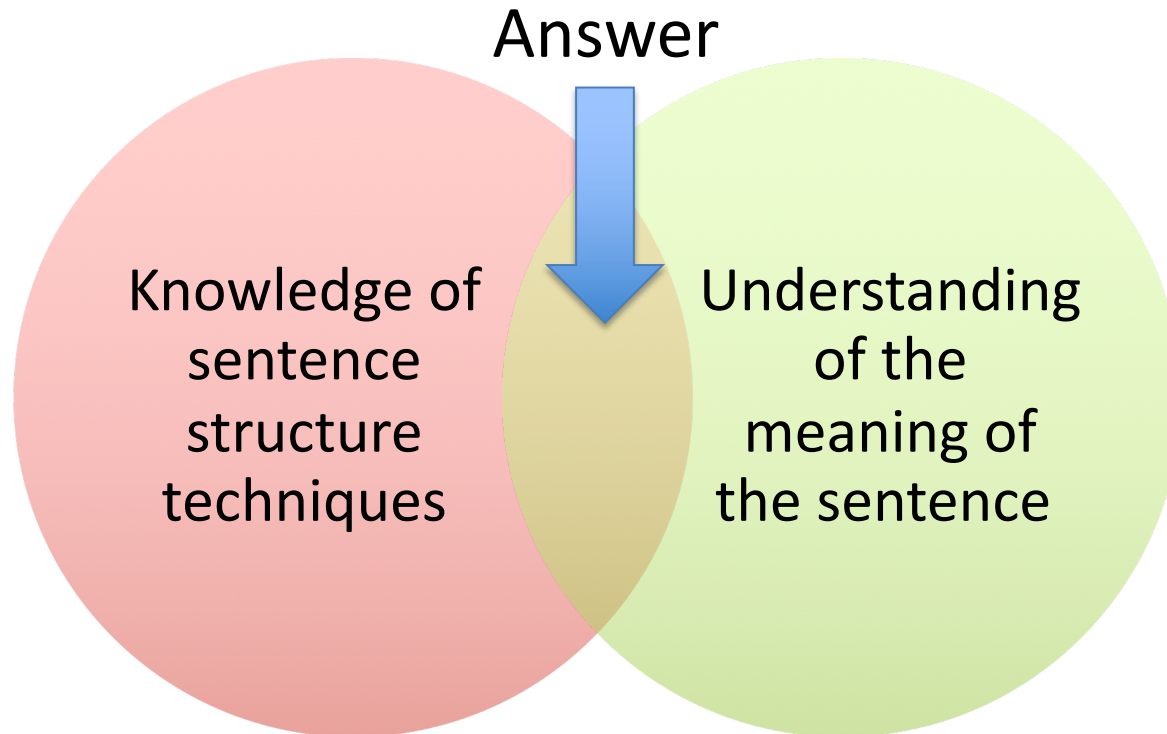 Answer
Knowledge of
sentence
structure
techniques
Understanding
of the
meaning of
the sentence